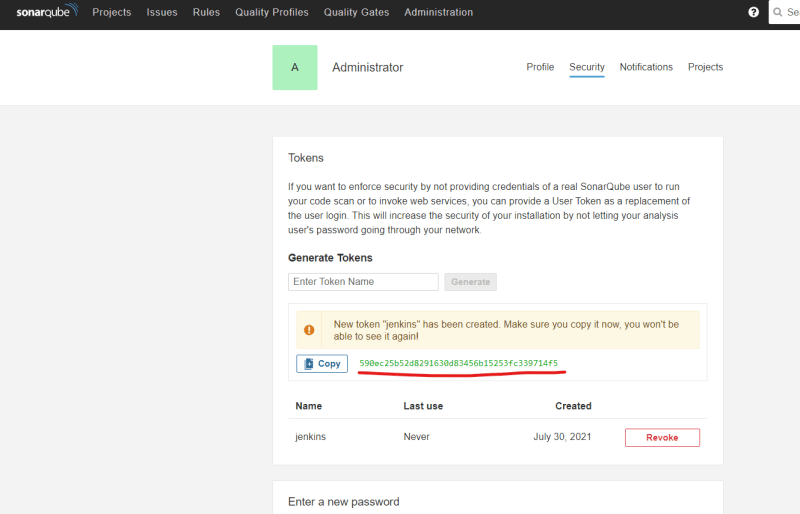 sonarqube Projects Issues Rules Quality Profiles Quality Gates Administration ? Se
A Administrator Profile Security Notifications Projects
Tokens
If you want to enforce security by not providing credentials of a real SonarQube user to run
your code scan or to invoke web services, you can provide a User Token as a replacement of
the user login. This will increase the security of your installation by not letting your analysis
user's password going through your network.
Generate Tokens
Enter Token Name Generate
New token "jenkins" has been created. Make sure you copy it now, you won't be
able to see it again!
Copy 590ec25b52d8291630d83456b15253fc339714f5
Name Last use Created
jenkins Never July 30, 2021 Revoke
Enter a new password